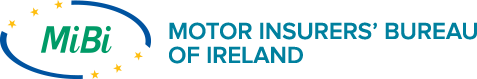 MiBi
MOTOR INSURERS’ BUREAU
OF IRELAND